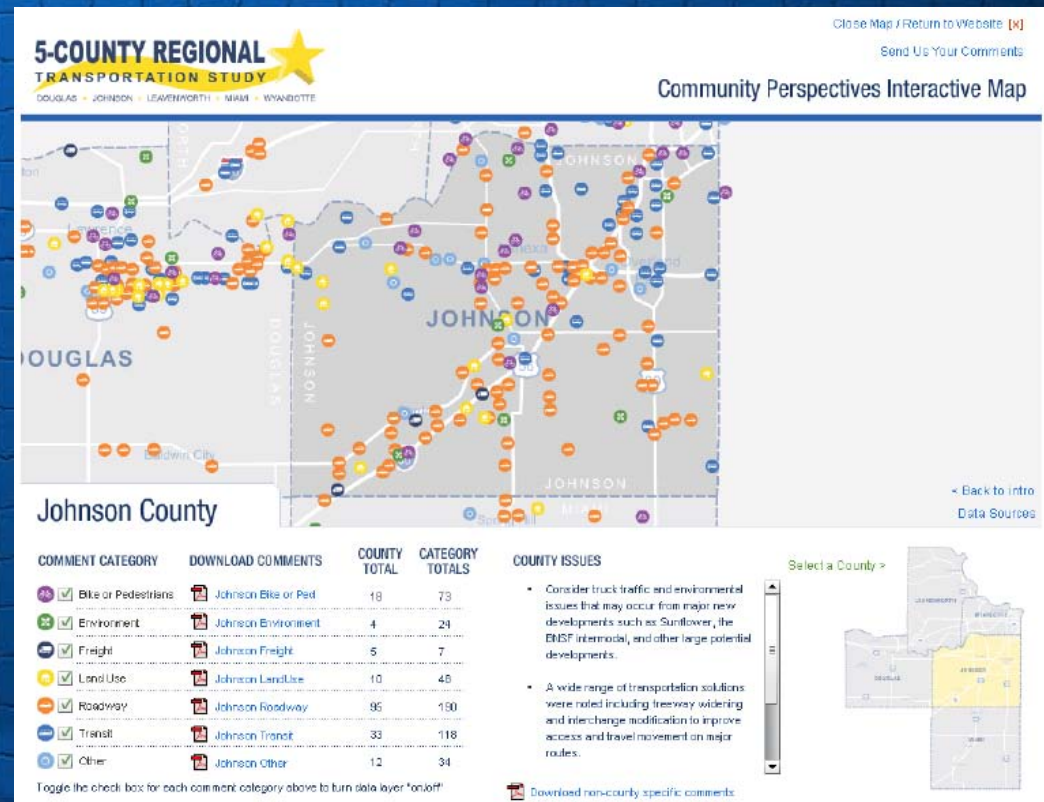 Close Map / Return to Website [x]
Send Us Your Comments
5-COUNTY REGIONAL
TRANSPORTATION STUDY
DOUGLAS • JOHNSON • LEAVENWORTH • MIAMI • WYANDOTTE
Community Perspectives Interactive Map
JOHNSON
Lawrence
JOHNSON
DOUGLAS
DOUGLAS
JOHNSON
Baldwin City
JOHNSON
MIAMI
Johnson County
< Back to intro
Data Sources
COMMENT CATEGORY DOWNLOAD COMMENTS COUNTY TOTAL CATEGORY TOTALS
Bike or Pedestrians Johnson Bike or Ped 18 73
Environment Johnson Environment 4 24
Freight Johnson Freight 5 7
Land Use Johnson LandUse 10 48
Roadway Johnson Roadway 95 190
Transit Johnson Transit 33 118
Other Johnson Other 12 34
Toggle the check box for each comment category above to turn data layer "on/off"
COUNTY ISSUES
• Consider truck traffic and environmental
issues that may occur from major new
developments such as Sunflower, the
BNSF intermodal, and other large potential
developments.
• A wide range of transportation solutions
were noted including freeway widening
and interchange modification to improve
access and travel movement on major
routes.
Download non-county specific comments
Select a County >
LEAVENWORTH
WYANDOTTE
DOUGLAS
JOHNSON
MIAMI